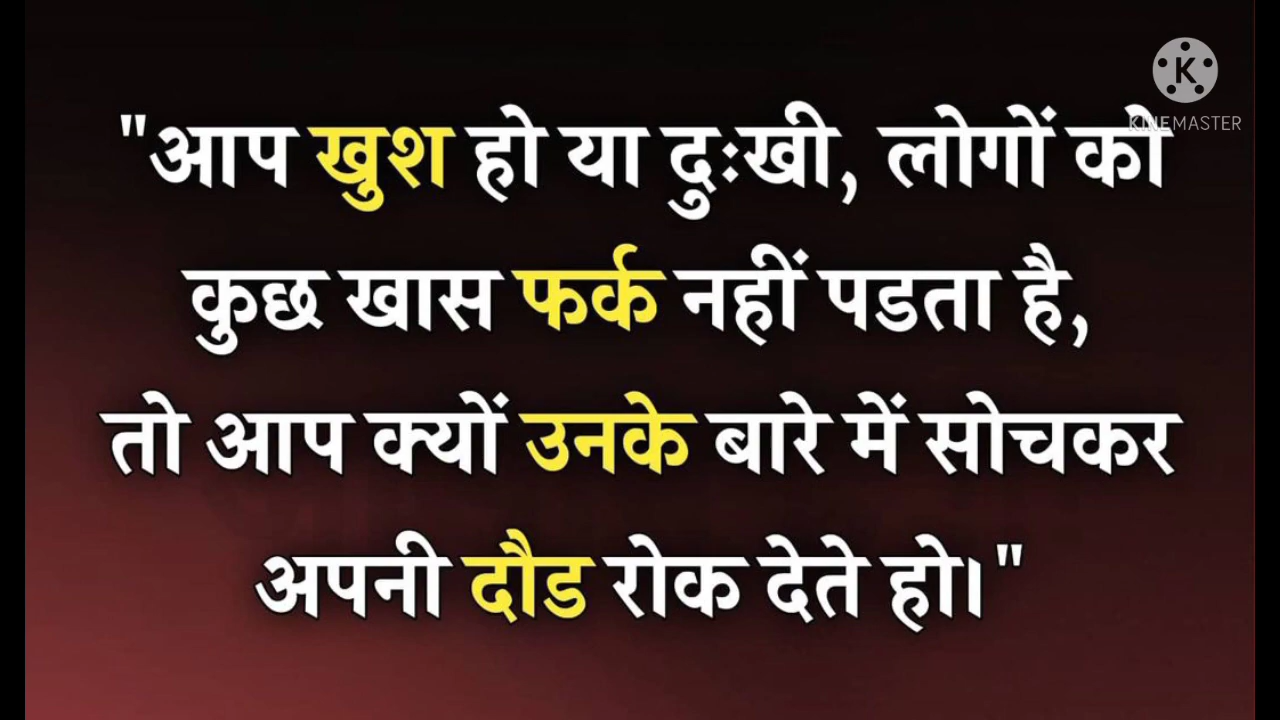 K
KINEMASTER
"आप खुश हो या दुःखी, लोगों को
कुछ खास फर्क नहीं पडता है,
तो आप क्यों उनके बारे में सोचकर
अपनी दौड रोक देते हो।"